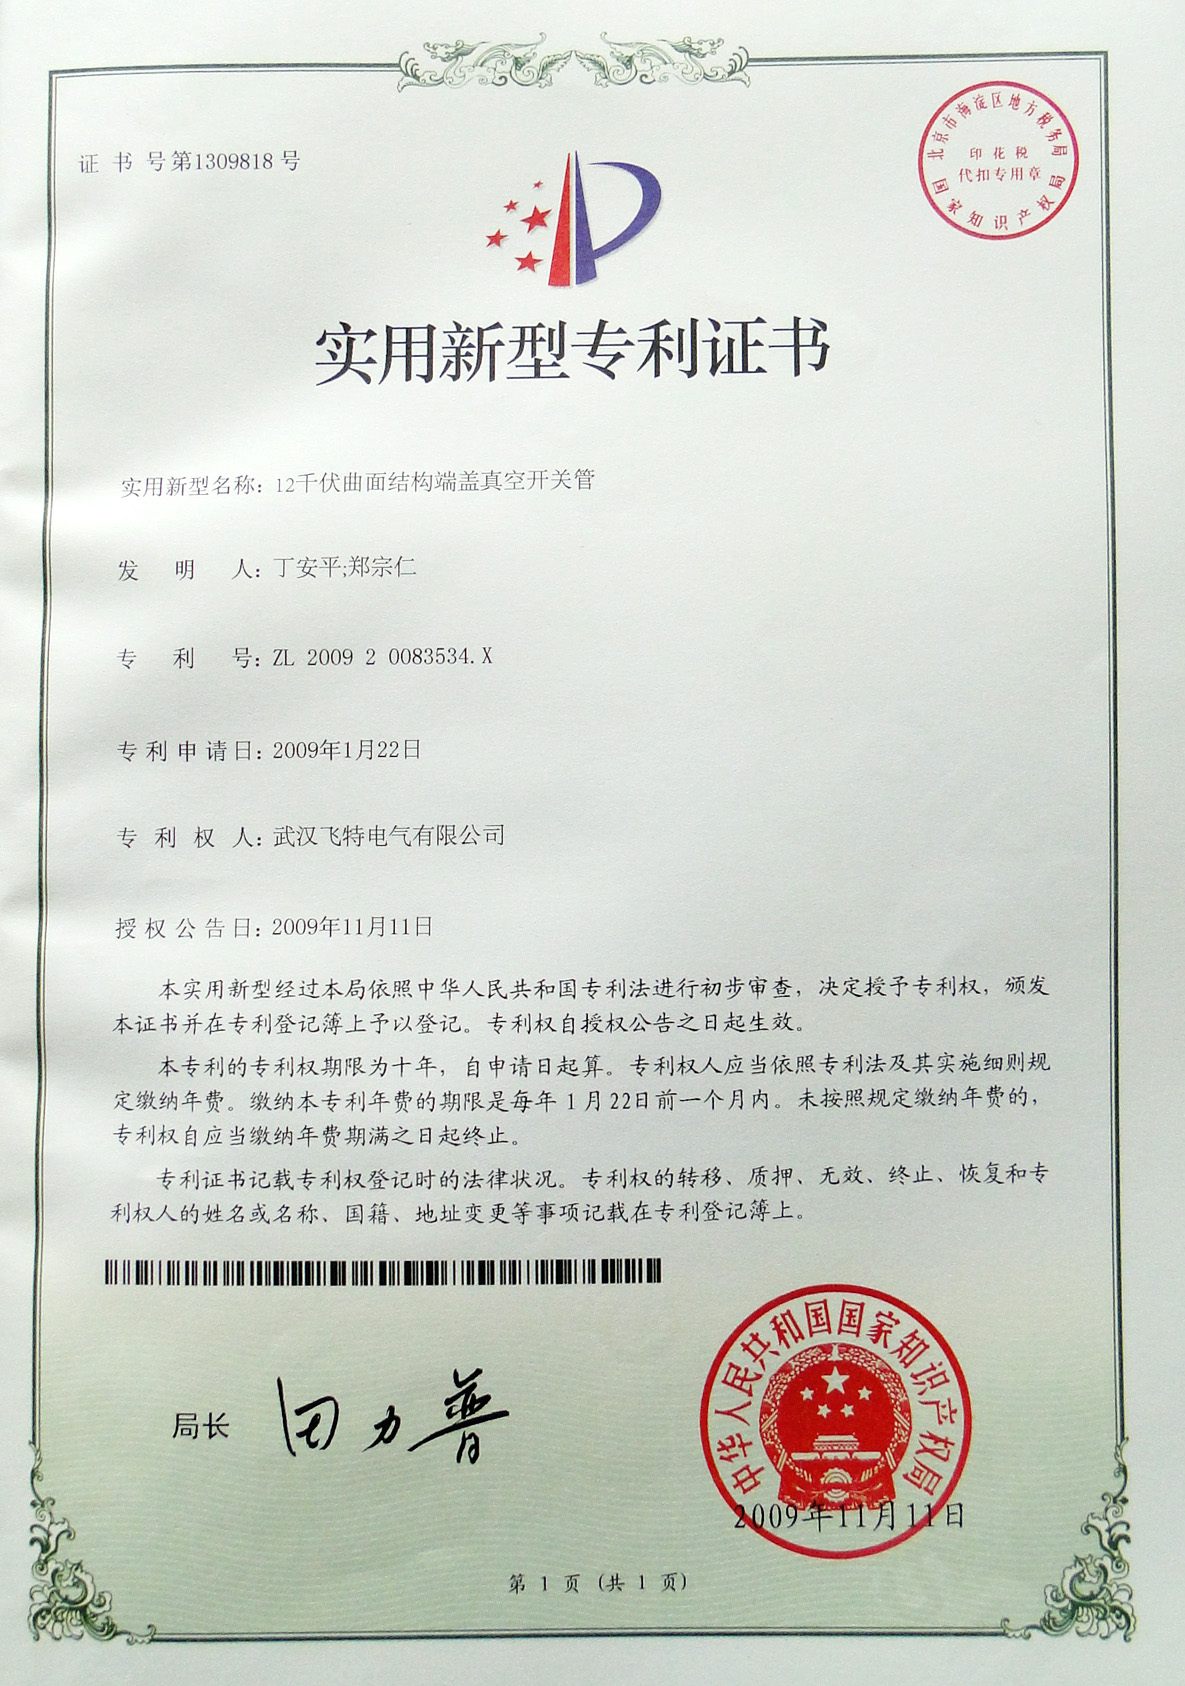 证书号第1309818号
北京市海淀区地方税务局
印花税
代扣专用章
国家知识产权局
实用新型专利证书
实用新型名称：12千伏曲面结构端盖真空开关管
发明人：丁安平;郑宗仁
专利号：ZL 2009 2 0083534.X
专利申请日：2009年1月22日
专利权人：武汉飞特电气有限公司
授权公告日：2009年11月11日
本实用新型经过本局依照中华人民共和国专利法进行初步审查，决定授予专利权，颁发
本证书并在专利登记簿上予以登记。专利权自授权公告之日起生效。
本专利的专利权期限为十年，自申请日起算。专利权人应当依照专利法及其实施细则规
定缴纳年费。缴纳本专利年费的期限是每年 1 月 22日前一个月内。未按照规定缴纳年费的，
专利权自应当缴纳年费期满之日起终止。
专利证书记载专利权登记时的法律状况。专利权的转移、质押、无效、终止、恢复和专
利权人的姓名或名称、国籍、地址变更等事项记载在专利登记簿上。
局长 田力普
中华人民共和国国家知识产权局
2009年11月11日
第 1 页 (共 1 页)